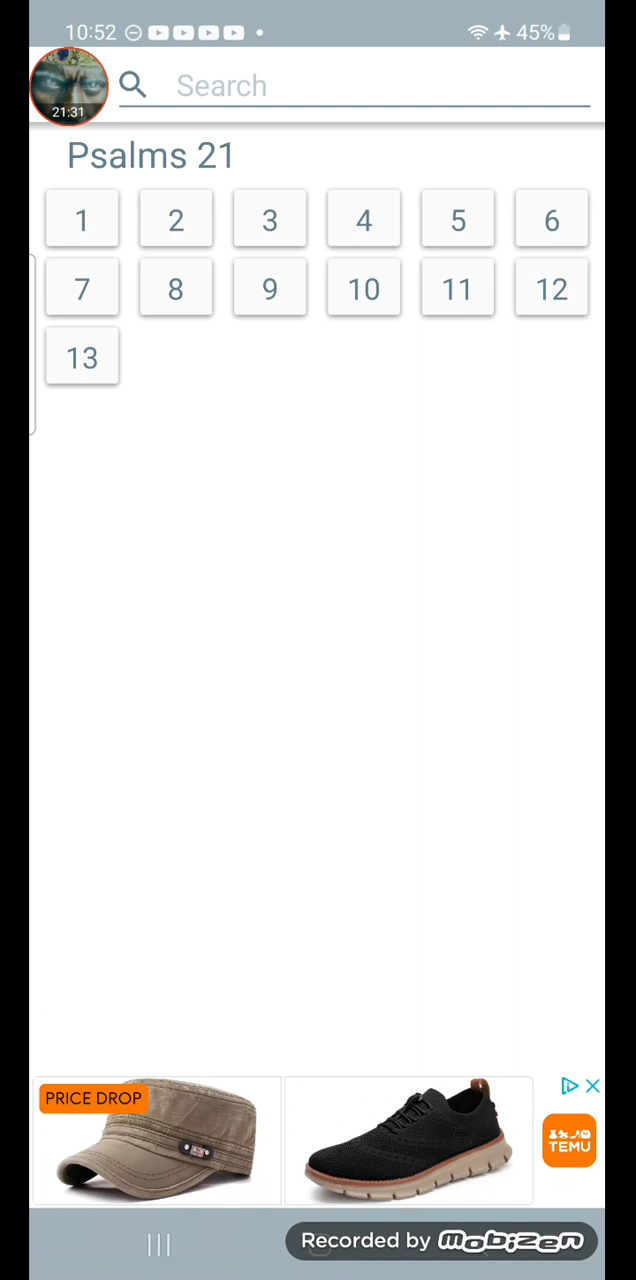 10:52
45%
21:31
Search
Psalms 21
1 2 3 4 5 6
7 8 9 10 11 12
13
PRICE DROP
TEMU
Recorded by mobizen